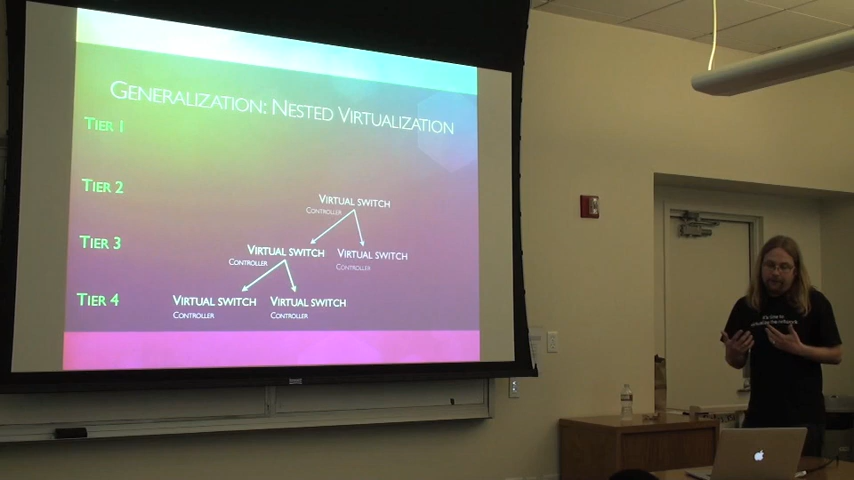 GENERALIZATION: NESTED VIRTUALIZATION
TIER 1
TIER 2
VIRTUAL SWITCH
CONTROLLER
TIER 3
VIRTUAL SWITCH VIRTUAL SWITCH
CONTROLLER CONTROLLER
TIER 4
VIRTUAL SWITCH VIRTUAL SWITCH
CONTROLLER CONTROLLER